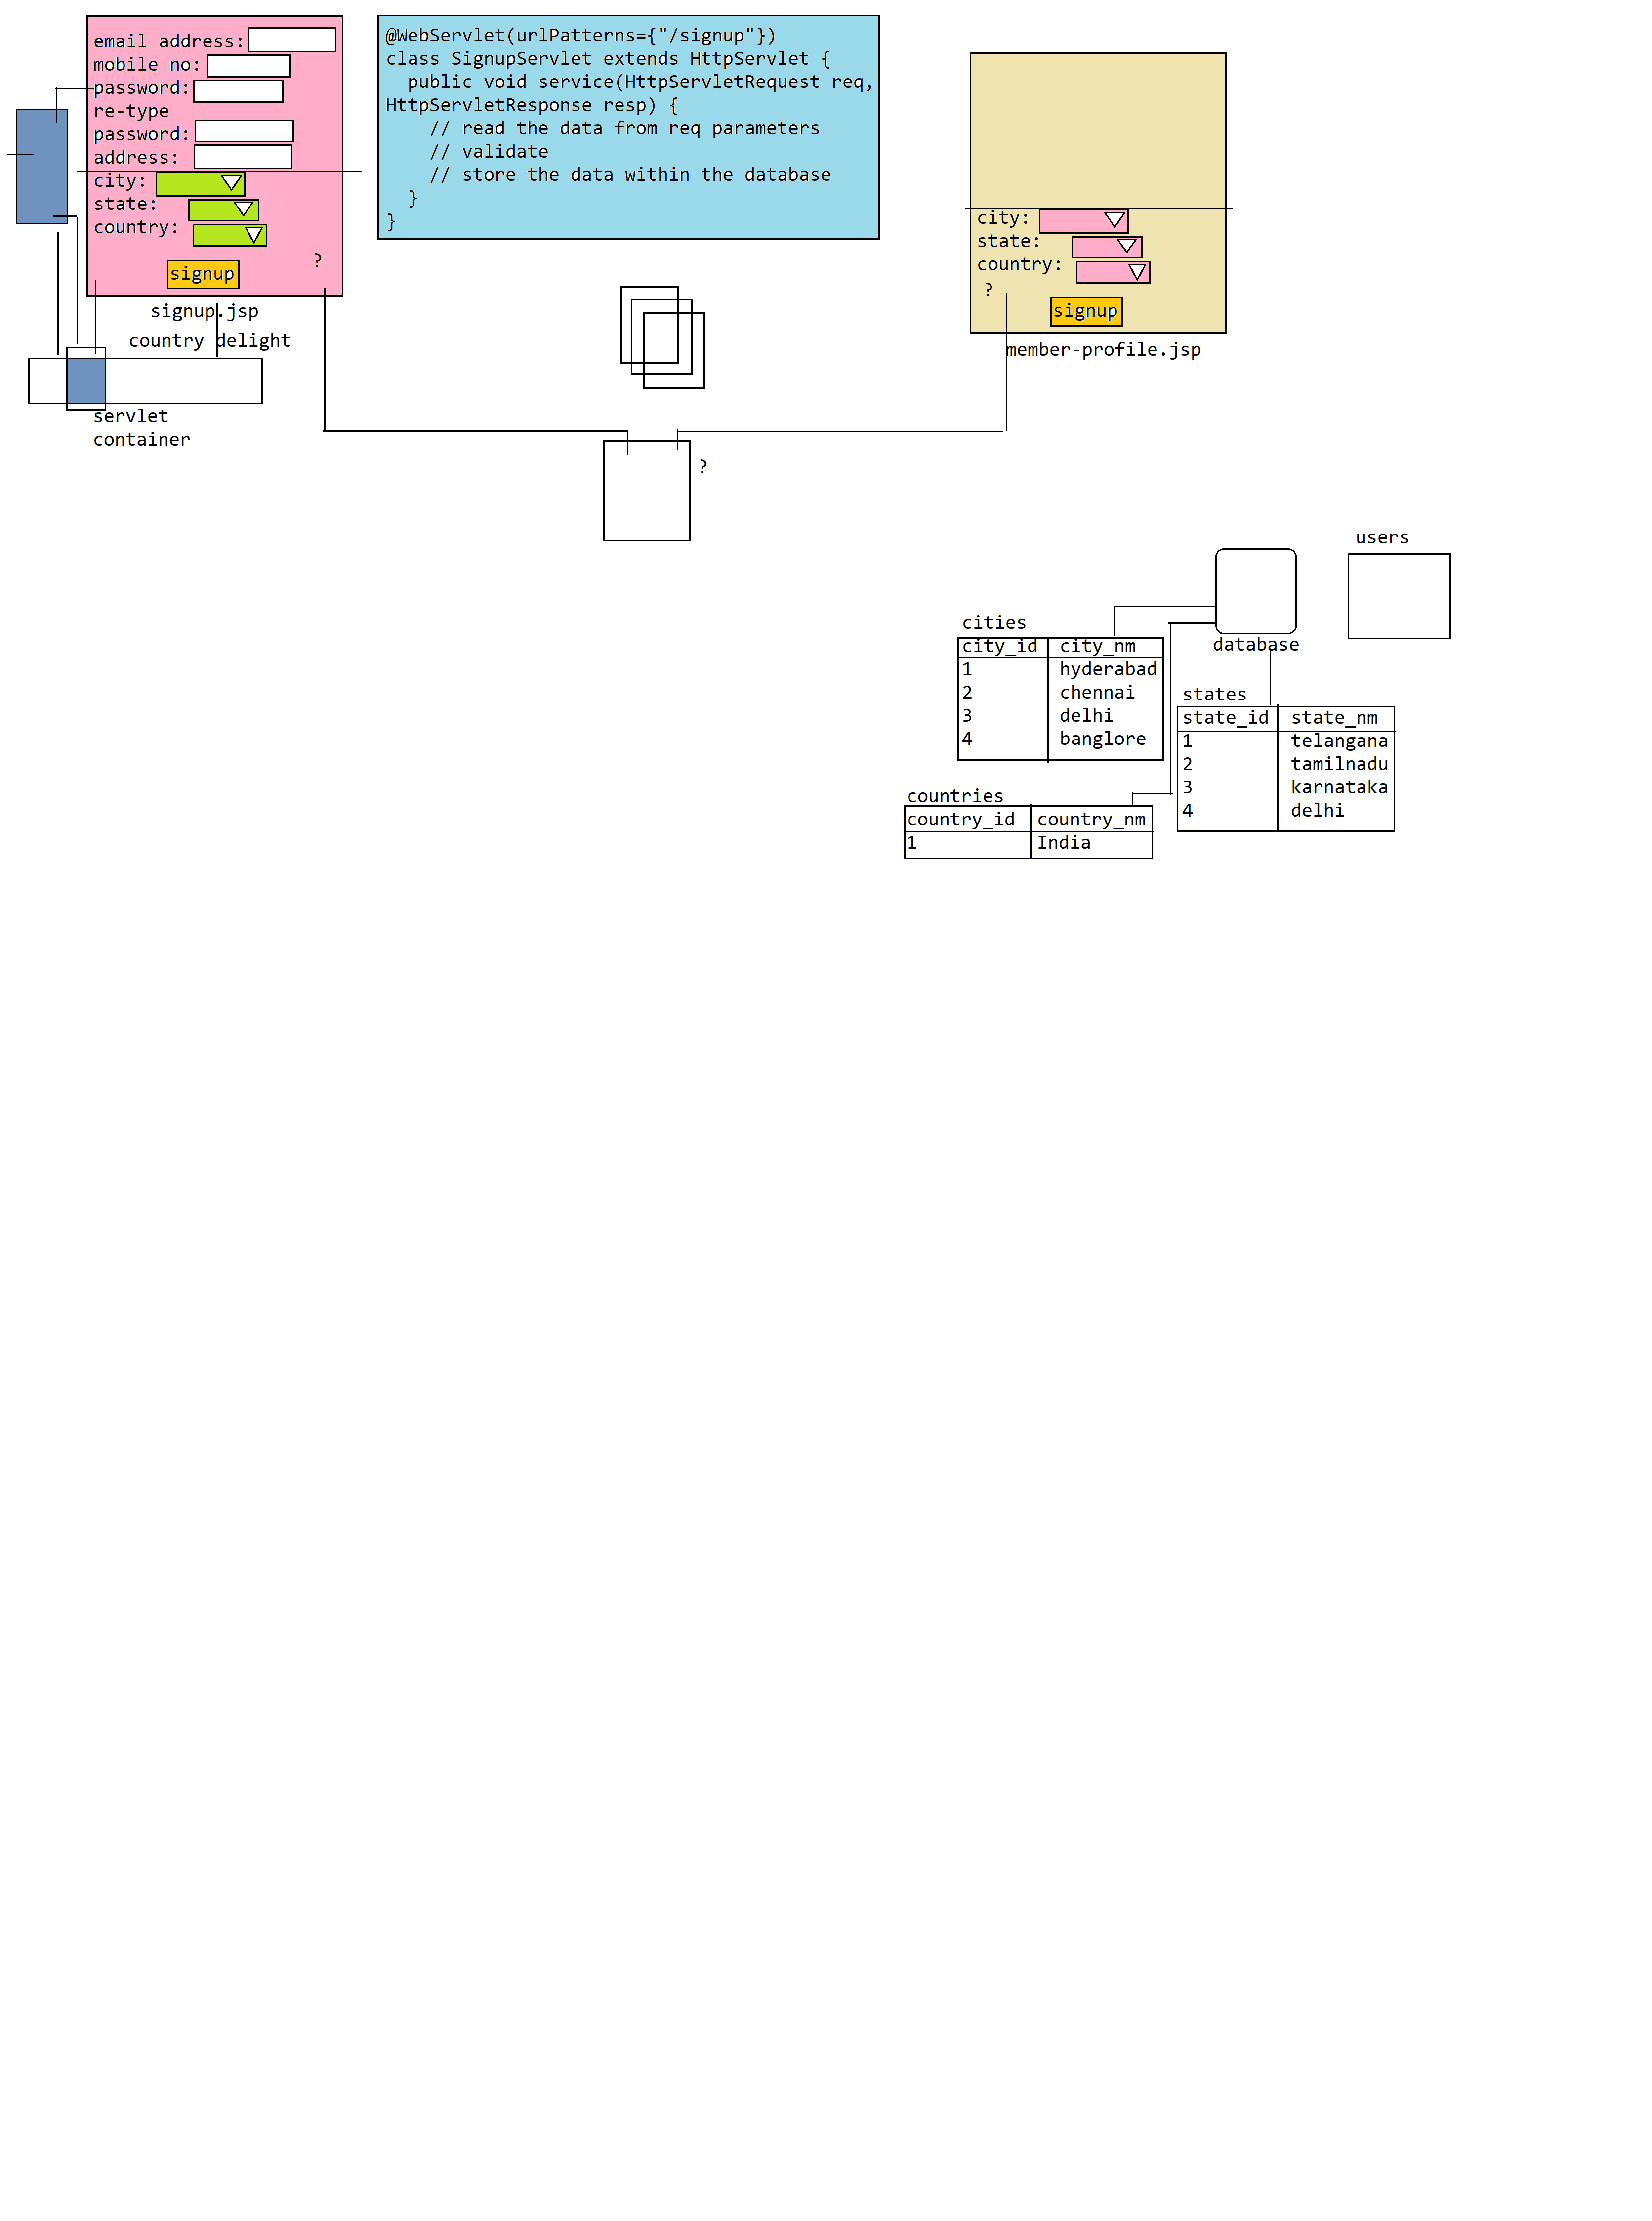 email address:
mobile no:
password:
re-type
password:
address:
city:
state:
country:
?
signup
signup.jsp
country delight
servlet
container
@WebServlet(urlPatterns={"/signup"})
class SignupServlet extends HttpServlet {
public void service(HttpServletRequest req,
HttpServletResponse resp) {
// read the data from req parameters
// validate
// store the data within the database
}
}
city:
state:
country:
?
signup
member-profile.jsp
?
users
database
cities
city_id city_nm
1 hyderabad
2 chennai
3 delhi
4 banglore
states
state_id state_nm
1 telangana
2 tamilnadu
3 karnataka
4 delhi
countries
country_id country_nm
1 India